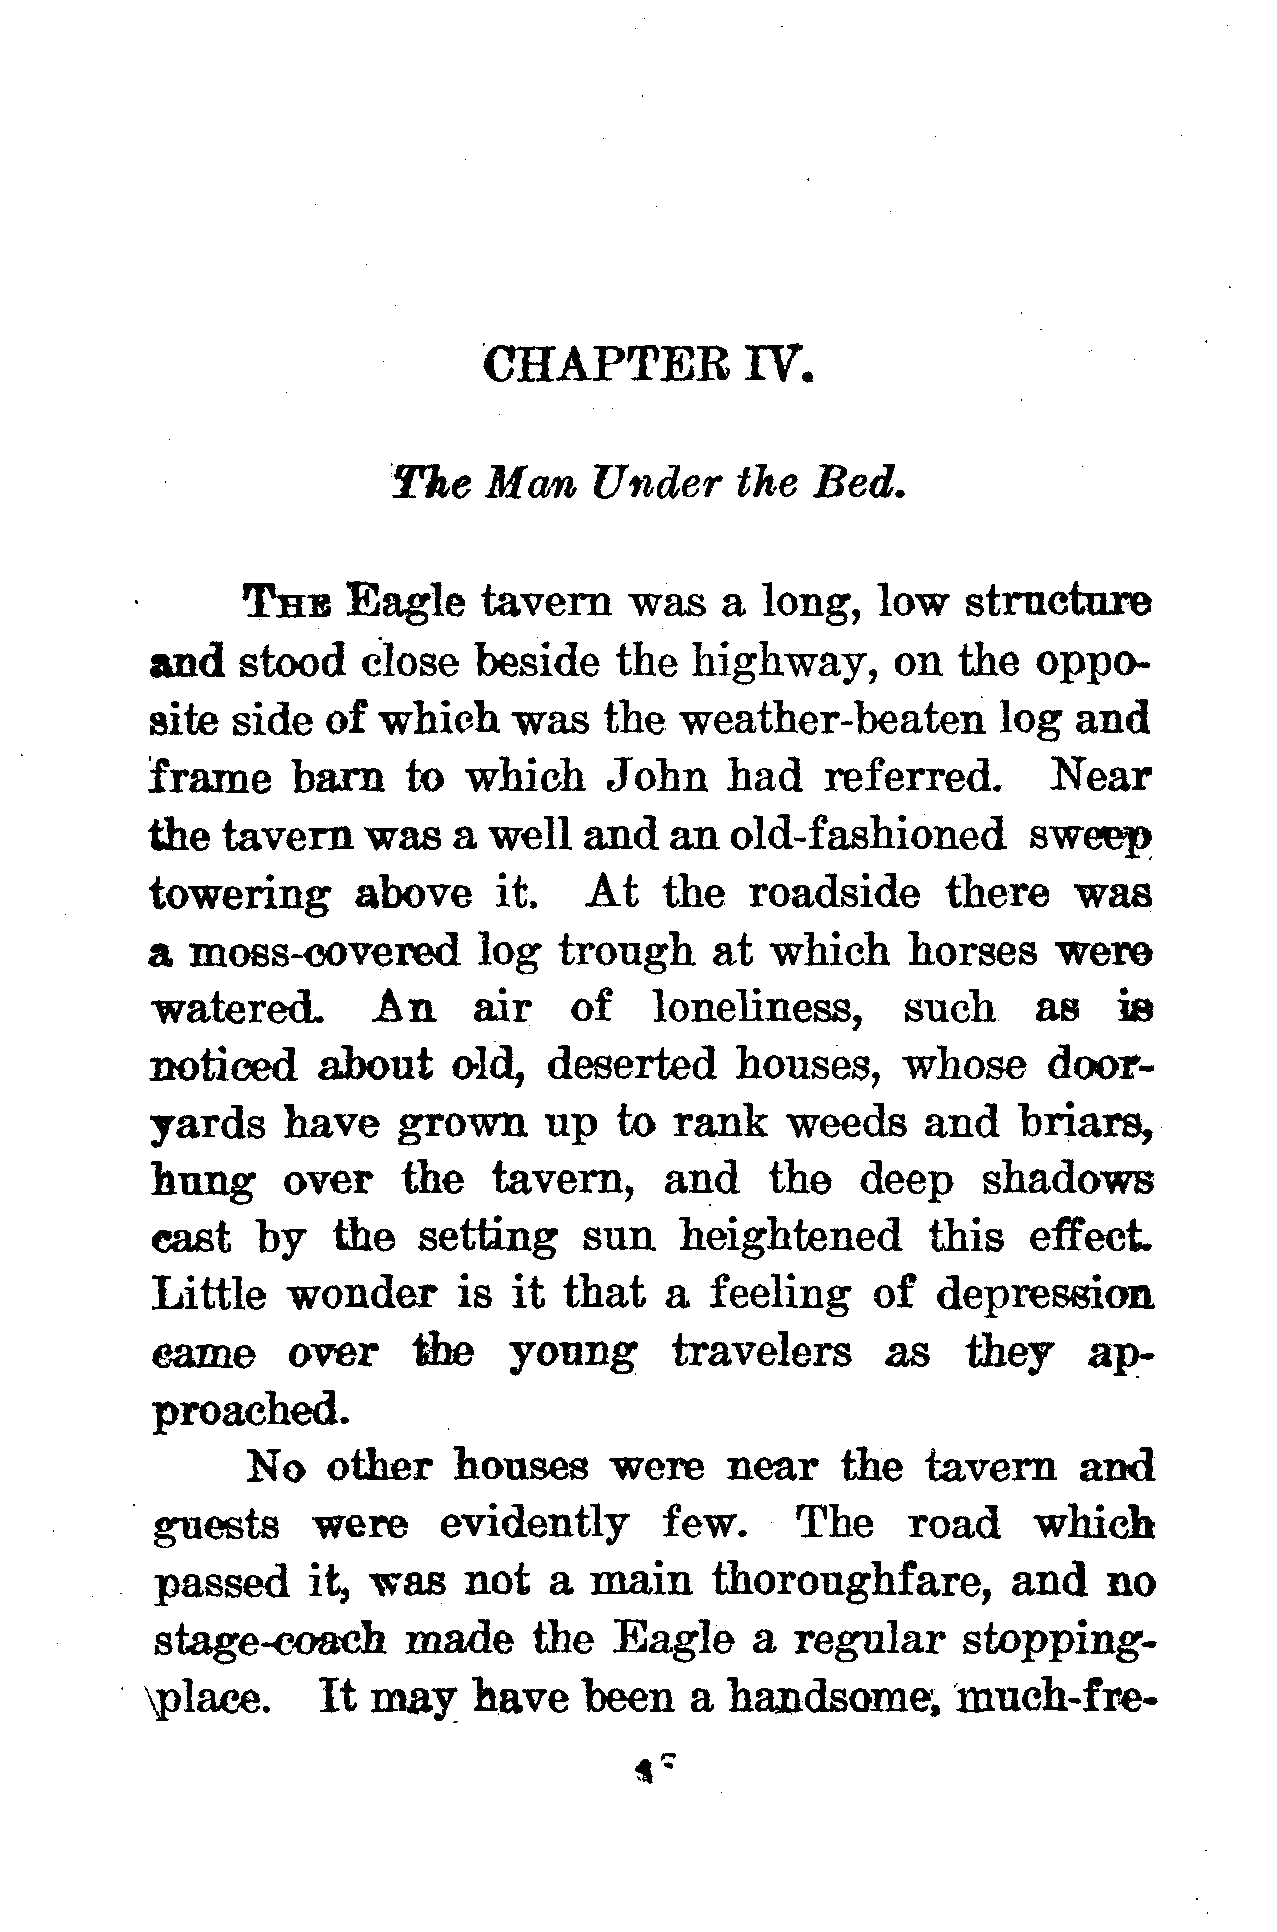 CHAPTER IV.
The Man Under the Bed.
THE Eagle tavern was a long, low structure
and stood close beside the highway, on the oppo-
site side of which was the weather-beaten log and
frame barn to which John had referred. Near
the tavern was a well and an old-fashioned sweep
towering above it. At the roadside there was
a moss-covered log trough at which horses were
watered. An air of loneliness, such as is
noticed about old, deserted houses, whose door-
yards have grown up to rank weeds and briars,
hung over the tavern, and the deep shadows
cast by the setting sun heightened this effect.
Little wonder is it that a feeling of depression
came over the young travelers as they ap-
proached.
No other houses were near the tavern and
guests were evidently few. The road which
passed it, was not a main thoroughfare, and no
stage-coach made the Eagle a regular stopping-
place. It may have been a handsome, much-fre-